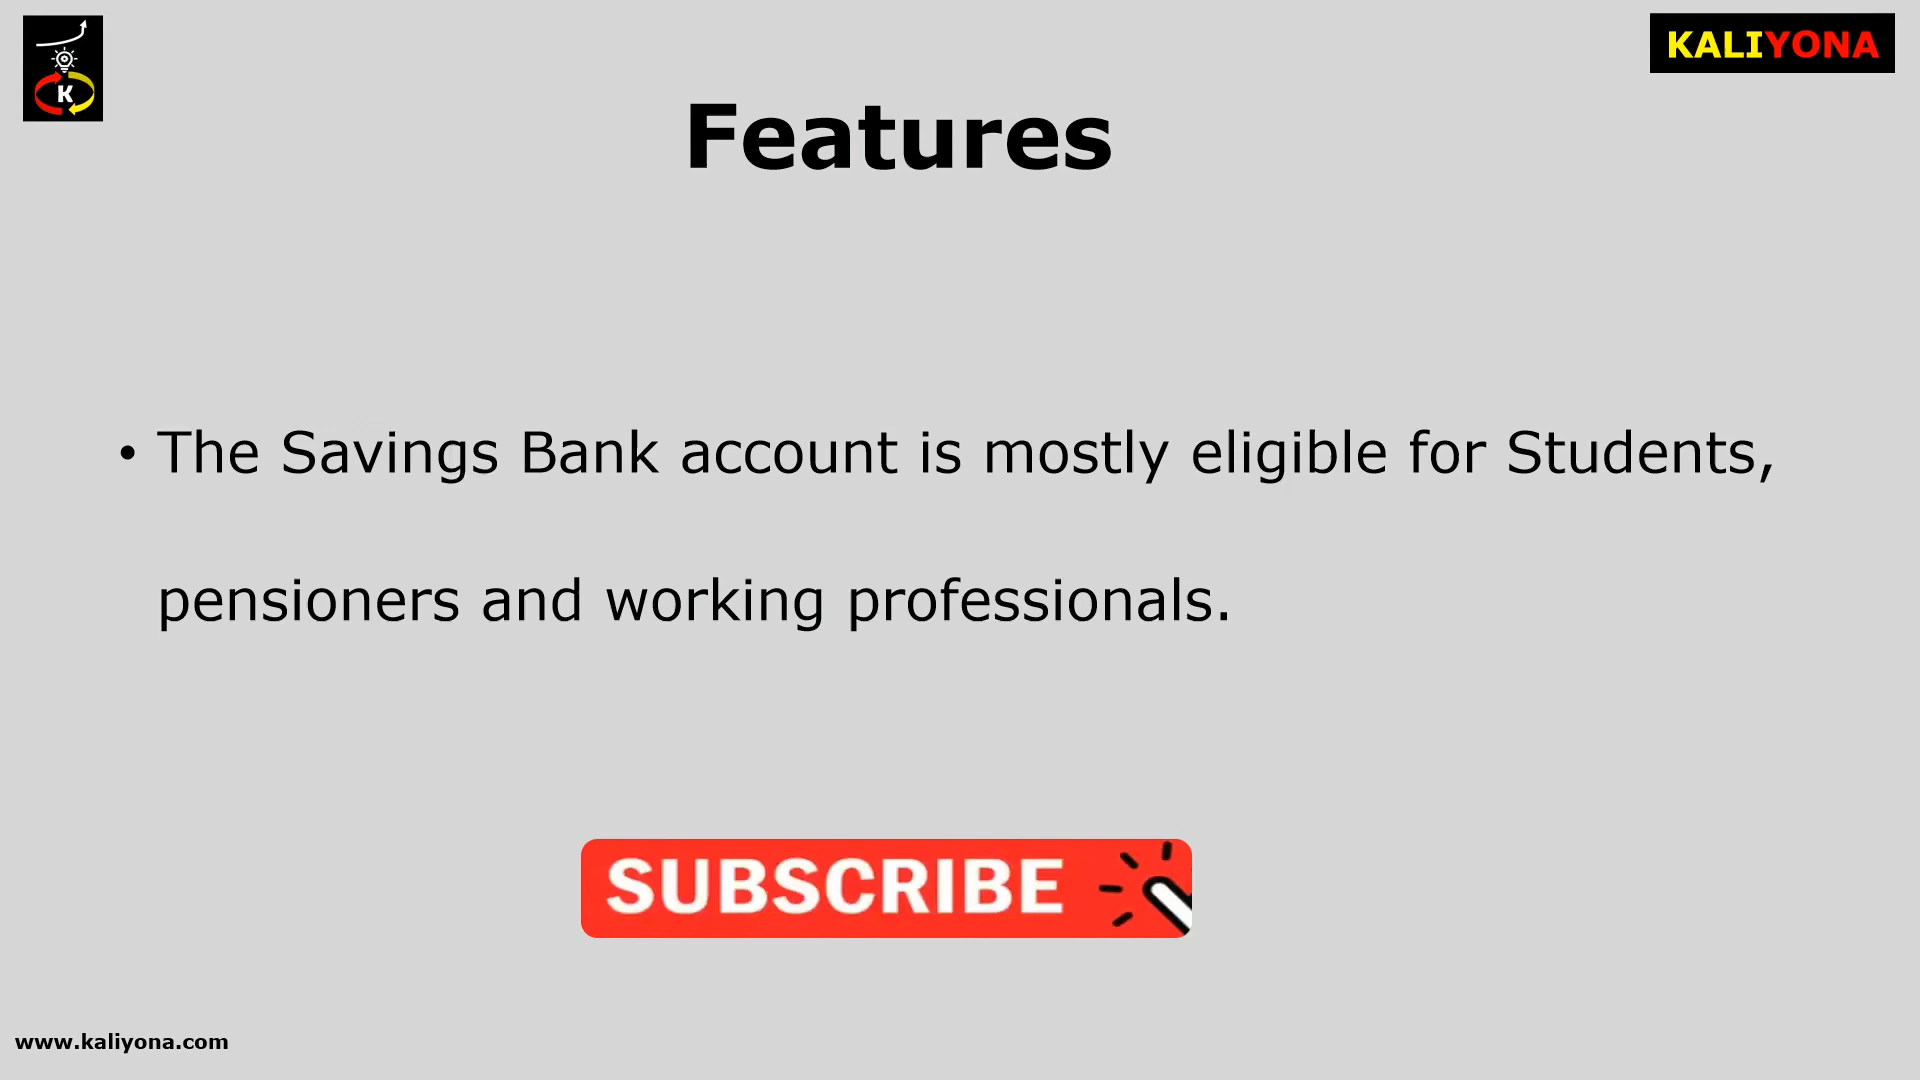 K
KALIYONA
Features
• The Savings Bank account is mostly eligible for Students,
pensioners and working professionals.
SUBSCRIBE
www.kaliyona.com